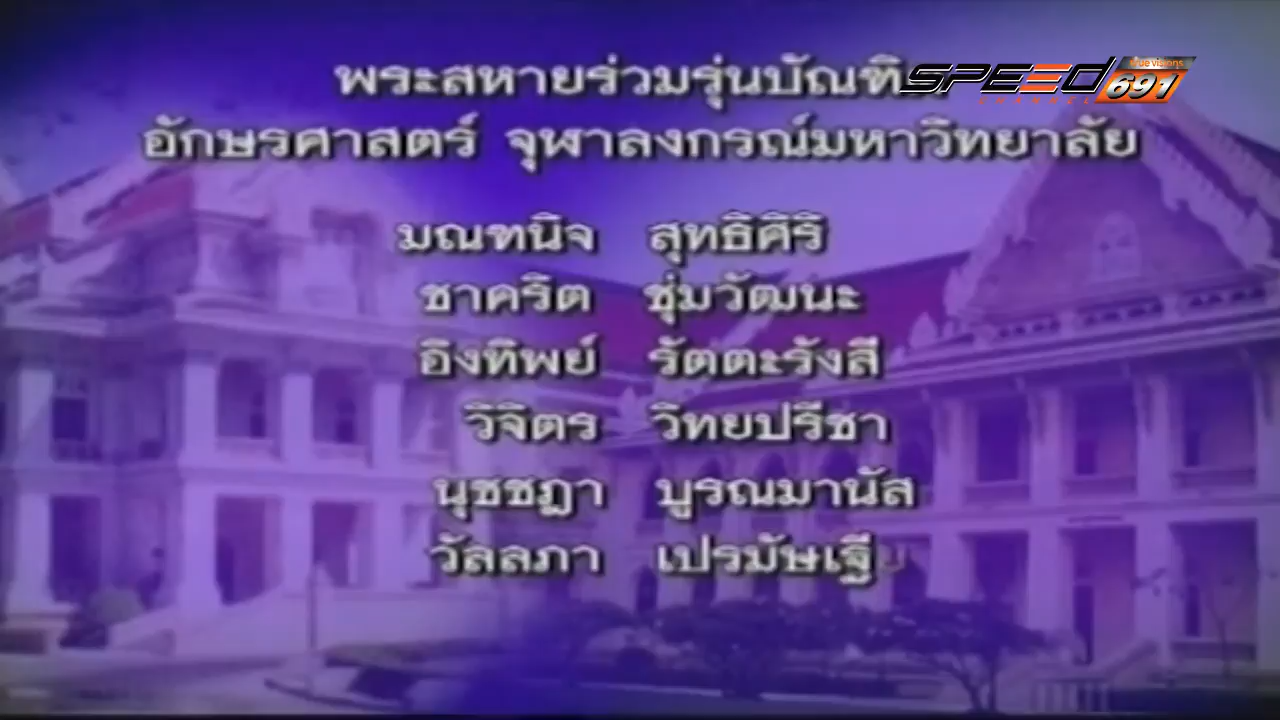 พระสหายร่วมรุ่นบัณฑิต
SPEED
CHANNEL
true visions
691
อักษรศาสตร์ จุฬาลงกรณ์มหาวิทยาลัย
มณฑนิจ สุทธิศิริ
ชาคริต ชุ่มวัฒนะ
อิงทิพย์ รัตตะรังสี
วิจิตร วิทยปรีชา
นุชชฎา บูรณมานัส
วัลลภา เปรมัษเฐียร